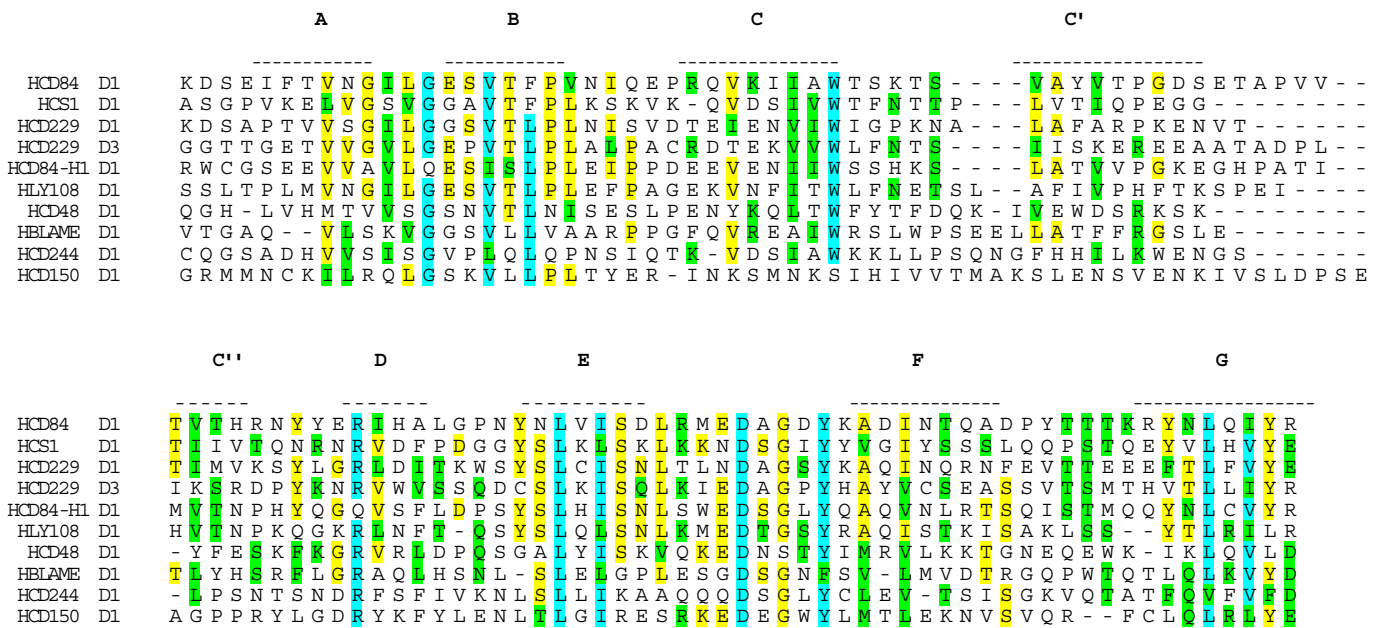 A B C C'
------------ ------------ ---------------- -----------------
HCD84 D1 KDSEIFTVNGILGESVTFPVNIQEPRQVKIIAWTSKTS----VAYVTPGDSETAPVV--
HCS1 D1 ASGPVKELVGSVGGAVTFPLKSKVK-QVDSIVWTFNTTP----LVTIQPEGG--------
HCD229 D1 KDSAPTVVSGILGGSVTLPLNISVDTEIENVIWIGPKNA----LAFARPKENVT------
HCD229 D3 GGTTGETVVGVLGEPVTLPLALPACRDTEKVVWLFNTS----IISKEREEAATADPL--
HCD84-H1 D1 RWCGSEEVVAVLQESISLPLEIPPDEEVENIIWSSHKS----LATVVPGKEGHPATI--
HLY108 D1 SSLTPLMVNGILGESVTLPLEFPAGEKVNFITWLFNETSL--AFIVPHFTKSPEI----
HCD48 D1 QGH-LVHMTVVSGSNVTLNISESLPENYKQLTWFYTFDQK-IVEWDSRKSK--------
HBLAME D1 VTGAQ--VLSKVGGSVLLVAARPPGFQVREAIWRSLWPSEELLATFFRGSLE-------
HCD244 D1 CQGSADHVVSISGVPLQLQPNSIQTK-VDSIAWKKLLPSQNGFHHILKWENGS------
HCD150 D1 GRMMNCKILRQLGSKVLLPLTYER-INKSMNKSIHIVVTMAKSLENSVENKIVSLDPSE
C'' D E F G
------ ------- ----------- ------------- ----------------
HCD84 D1 TVTHRNYYERIHALGPNYNLVISDLRMEDAGDYKADINTQADPYTTTKRYNLQIYR
HCS1 D1 TIIVTQNRNRVDFPDGGYSLKLSKLKKNDSGIYYVGIYSSSLQQPSTQEYVLHVYE
HCD229 D1 TIMVKSYLGRLDITKWSYSLCISNLTLNDAGSYKAQINQRNFEVTTEEEFTLFVYE
HCD229 D3 IKSRDPYKNRVWVSSQDCSLKISQLKIEDAGPYHAYVCSEASSVTSMTHVTLLIYR
HCD84-H1 D1 MVTNPHYQGQVSFLDPSYSLHISNLSWEDSGLYQAQVNLRTSQISTMQQYNLCVYR
HLY108 D1 HVTNPKQGKRLNFT-QSYSLQLSNLKMEDTGSYRAQISTKISAKLSS--YTLRILR
HCD48 D1 -YFESKFKGRVRLDPQSGALYISKVQKEDNSTYIMRVLKKTGNEQEWK-IKLQVLD
HBLAME D1 TLYHSRFLGRAQLHSNL-SLELGPLESGDSGNFSV-LMVDTRGQPWTQTLQLKVYD
HCD244 D1 -LPSNTSNDRFSFIVKNLSLLIKAAQQQDSGLYCLEV-TSISGKVQTATFQVFVFD
HCD150 D1 AGPPRYLGDRYKFYLENLTLGIRESRKEDEGWYLMTLEKNVSVQR--FCLQLRLYE